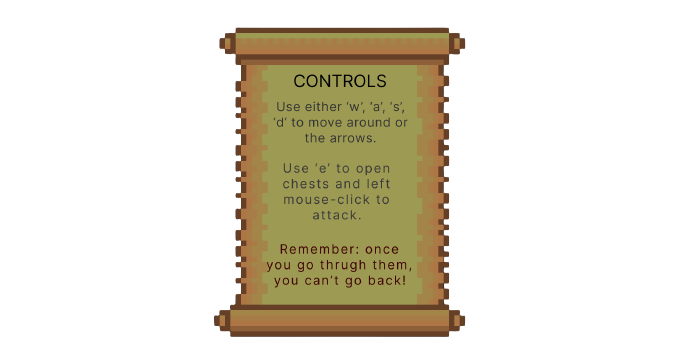 CONTROLS
Use either 'w', 'a', 's',
'd' to move around or
the arrows.
Use 'e' to open
chests and left
mouse-click to
attack.
Remember: once
you go thrugh them,
you can't go back!